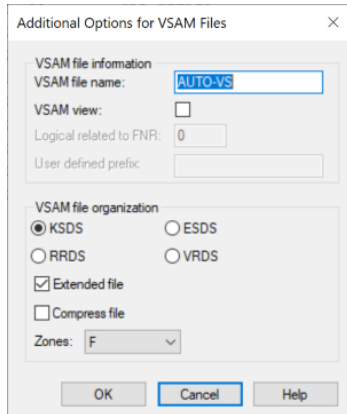 Additional Options for VSAM Files
VSAM file information
VSAM file name: AUTO-VS
VSAM view:
Logical related to FNR: 0
User defined prefix:
VSAM file organization
KSDS ESDS
RRDS VRDS
Extended file
Compress file
Zones: F
OK Cancel Help